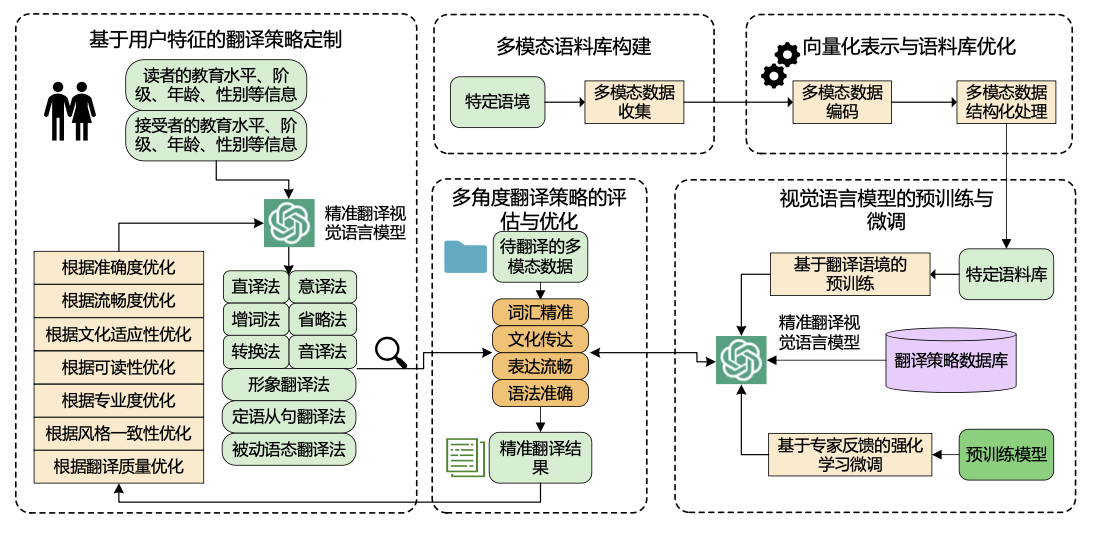 基于用户特征的翻译策略定制
读者的教育水平、阶
级、年龄、性别等信息
接受者的教育水平、阶
级、年龄、性别等信息
精准翻译视
觉语言模型
根据准确度优化
根据流畅度优化
根据文化适应性优化
根据可读性优化
根据专业度优化
根据风格一致性优化
根据翻译质量优化
直译法
意译法
增词法
省略法
转换法
音译法
形象翻译法
定语从句翻译法
被动语态翻译法
多模态语料库构建
特定语境
多模态数据
收集
向量化表示与语料库优化
多模态数据
编码
多模态数据
结构化处理
多角度翻译策略的评
估与优化
待翻译的多
模态数据
词汇精准
文化传达
表达流畅
语法准确
精准翻译结
果
视觉语言模型的预训练与
微调
基于翻译语境的
预训练
特定语料库
精准翻译视
觉语言模型
翻译策略数据库
基于专家反馈的强化
学习微调
预训练模型